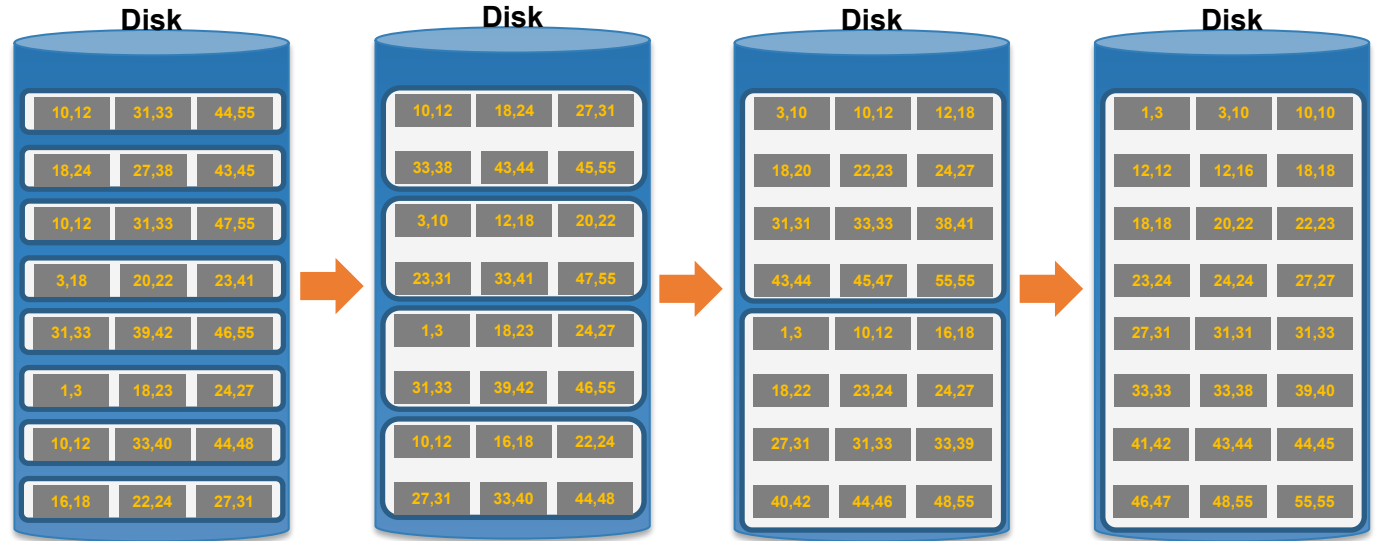 Disk
10,12 31,33 44,55
18,24 27,38 43,45
10,12 31,33 47,55
3,18 20,22 23,41
31,33 39,42 46,55
1,3 18,23 24,27
10,12 33,40 44,48
16,18 22,24 27,31
Disk
10,12 18,24 27,31
33,38 43,44 45,55
3,10 12,18 20,22
23,31 33,41 47,55
1,3 18,23 24,27
31,33 39,42 46,55
10,12 16,18 22,24
27,31 33,40 44,48
Disk
3,10 10,12 12,18
18,20 22,23 24,27
31,31 33,33 38,41
43,44 45,47 55,55
1,3 10,12 16,18
18,22 23,24 24,27
27,31 31,33 33,39
40,42 44,46 48,55
Disk
1,3 3,10 10,10
12,12 12,16 18,18
18,18 20,22 22,23
23,24 24,24 27,27
27,31 31,31 31,33
33,33 33,38 39,40
41,42 43,44 44,45
46,47 48,55 55,55